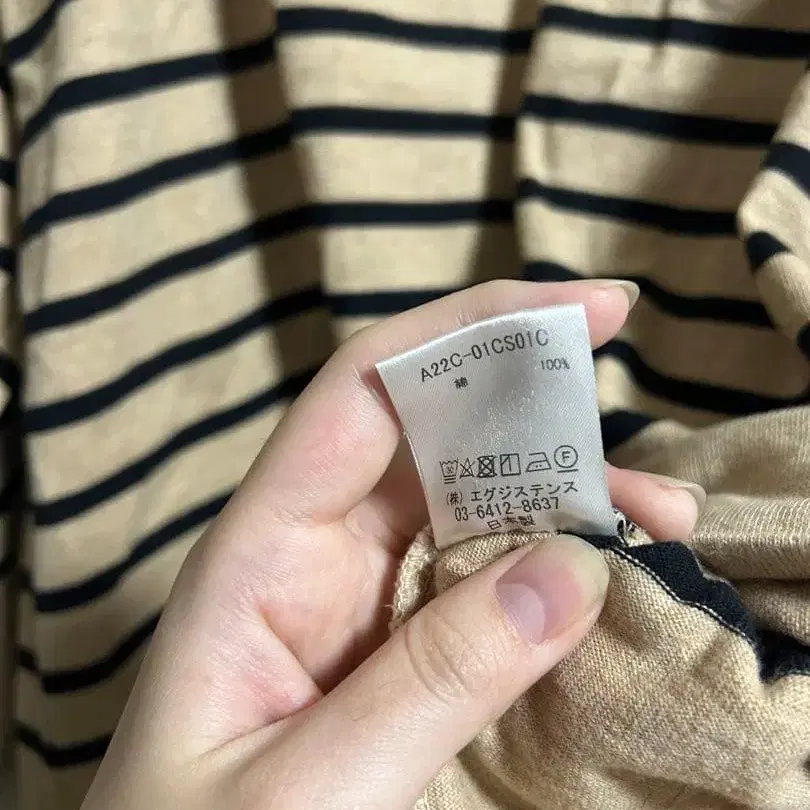 A22C-01CS01C
綿 100%
F
(株) エグジステンス
03-6412-8637
日本製